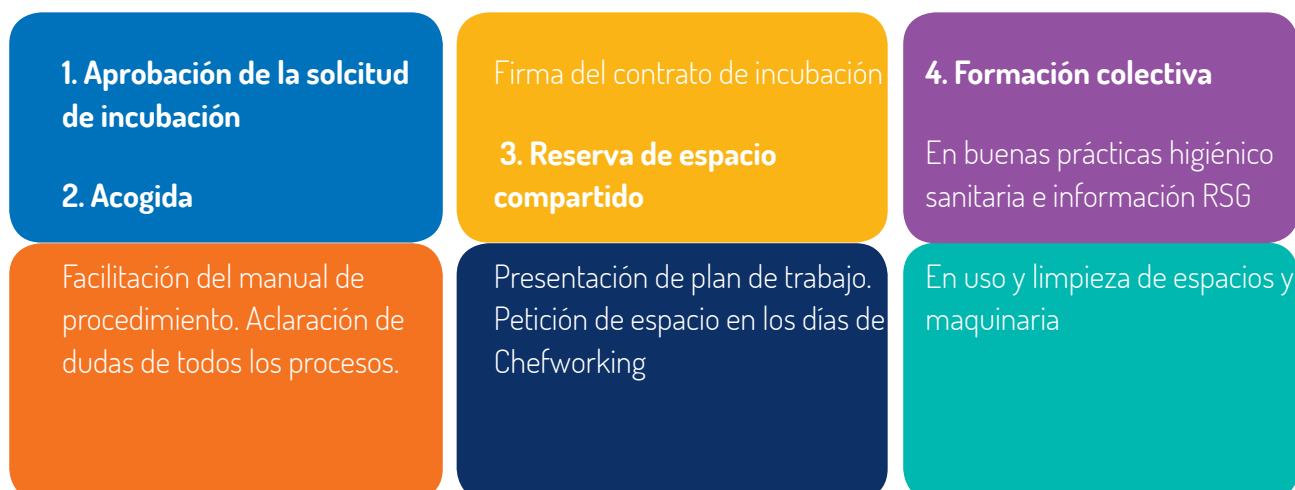 1. Aprobación de la solcitud
de incubación
2. Acogida
Facilitación del manual de
procedimiento. Aclaración de
dudas de todos los procesos.
Firma del contrato de incubación
3. Reserva de espacio
compartido
Presentación de plan de trabajo.
Petición de espacio en los días de
Chefworking
4. Formación colectiva
En buenas prácticas higiénico
sanitaria e información RSG
En uso y limpieza de espacios y
maquinaria